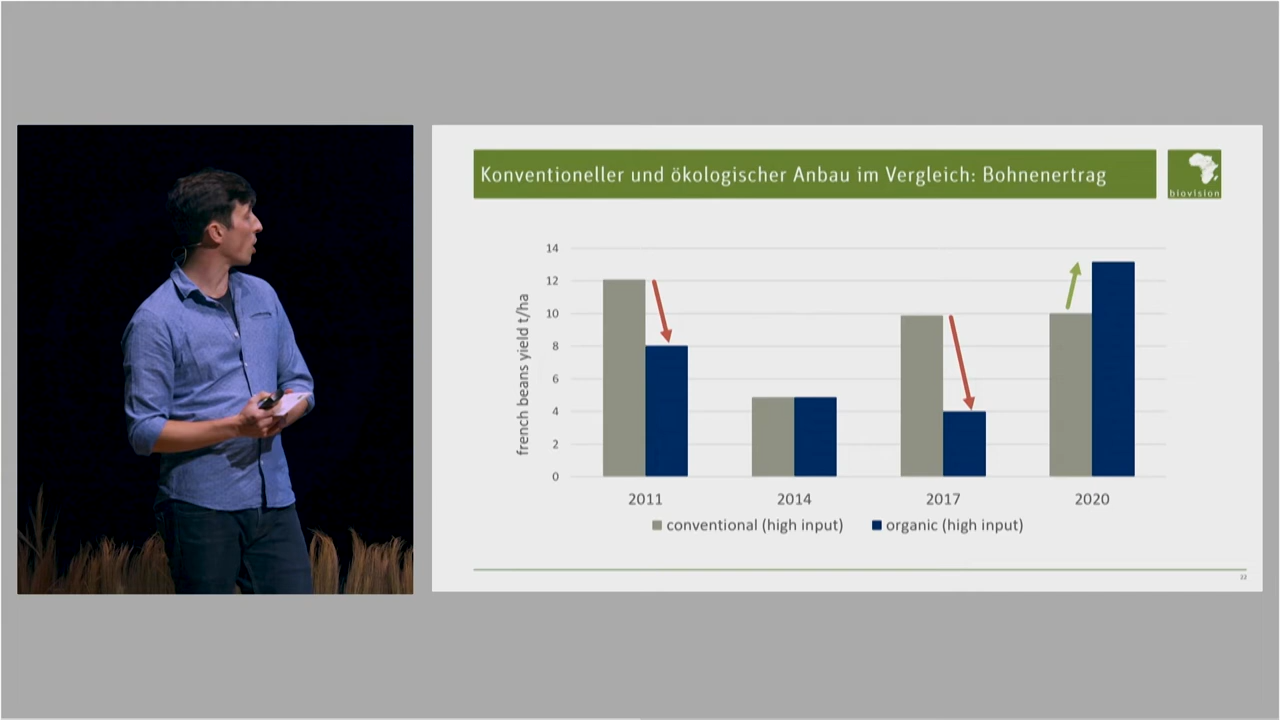 Konventioneller und ökologischer Anbau im Vergleich: Bohnenertrag
biovision
french beans yield t/ha
14
12
10
8
6
4
2
0
2011 2014 2017 2020
conventional (high input) organic (high input)
22